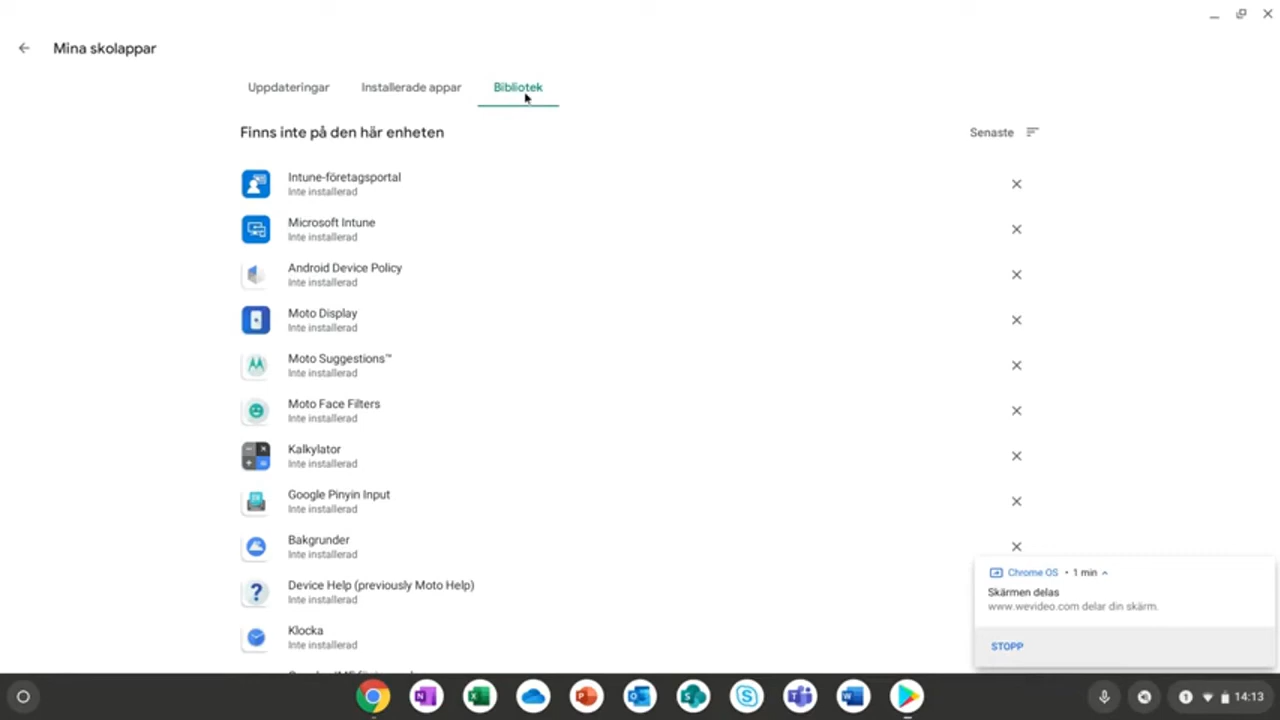 Mina skolappar
Uppdateringar
Installerade appar
Bibliotek
Finns inte på den här enheten
Senaste
Intune-företagsportal
Inte installerad
Microsoft Intune
Inte installerad
Android Device Policy
Inte installerad
Moto Display
Inte installerad
Moto Suggestions™
Inte installerad
Moto Face Filters
Inte installerad
Kalkylator
Inte installerad
Google Pinyin Input
Inte installerad
Bakgrunder
Inte installerad
Device Help (previously Moto Help)
Inte installerad
Klocka
Inte installerad
Chrome OS • 1 min
Skärmen delas
www.wevideo.com delar din skärm.
STOPP
14:13